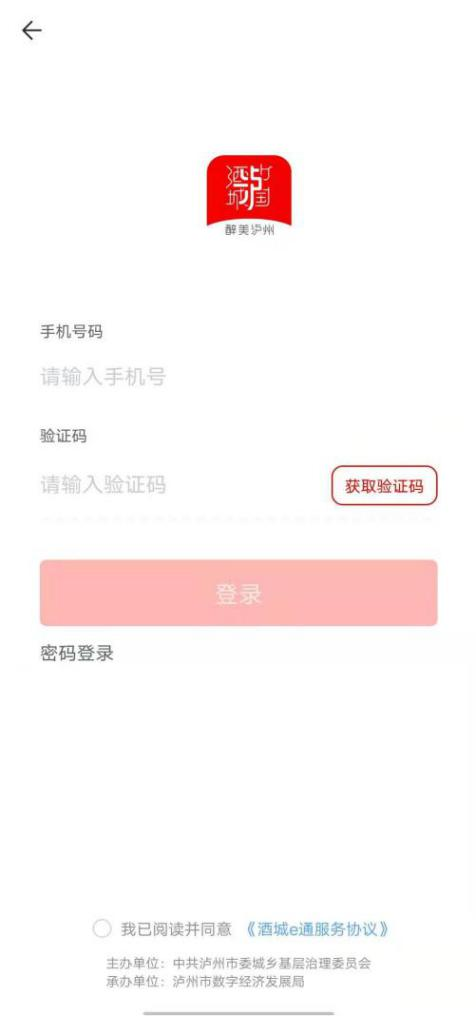 醉美泸州
手机号码
请输入手机号
验证码
请输入验证码
获取验证码
登录
密码登录
我已阅读并同意 《酒城e通服务协议》
主办单位：中共泸州市委城乡基层治理委员会
承办单位：泸州市数字经济发展局